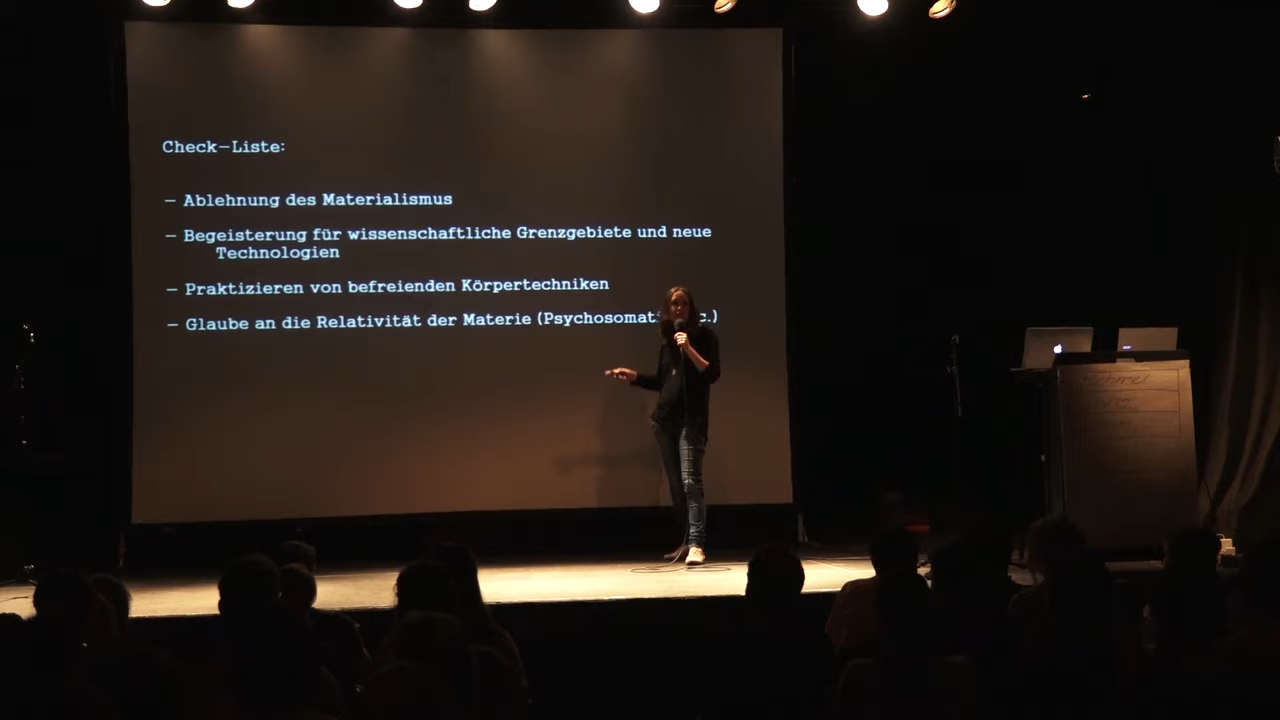 Check-Liste:
- Ablehnung des Materialismus
- Begeisterung für wissenschaftliche Grenzgebiete und neue
Technologien
- Praktizieren von befreienden Körpertechniken
- Glaube an die Relativität der Materie (Psychosomati c.)